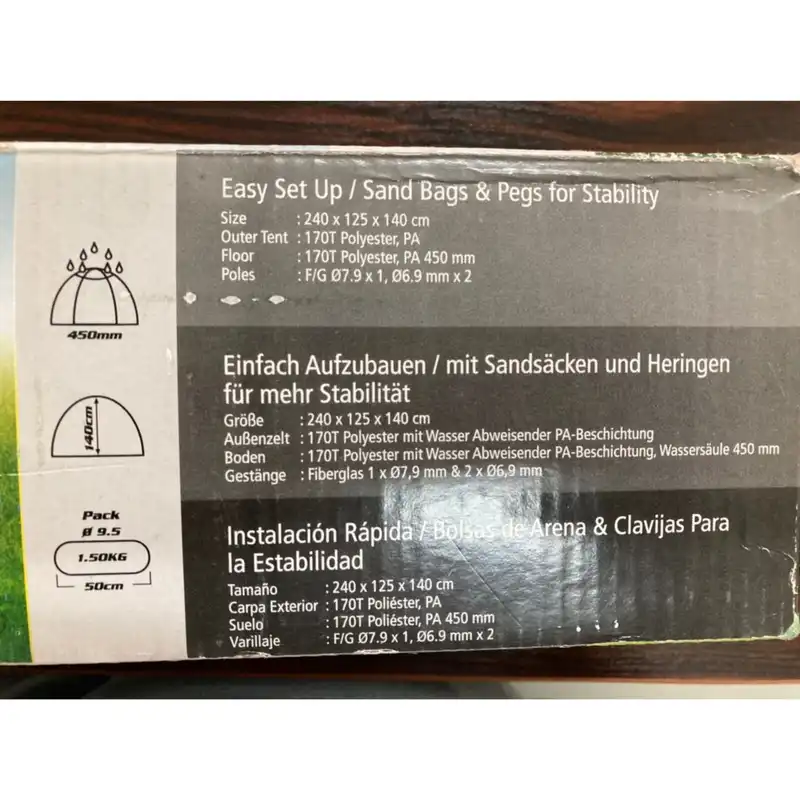 450mm
140cm
Pack
Ø 9.5
1.50KG
50cm
Easy Set Up / Sand Bags & Pegs for Stability
Size : 240 x 125 x 140 cm
Outer Tent : 170T Polyester, PA
Floor : 170T Polyester, PA 450 mm
Poles : F/G Ø7.9 x 1, Ø6.9 mm x 2
Einfach Aufzubauen / mit Sandsäcken und Heringen
für mehr Stabilität
Größe : 240 x 125 x 140 cm
Außenzelt : 170T Polyester mit Wasser Abweisender PA-Beschichtung
Boden : 170T Polyester mit Wasser Abweisender PA-Beschichtung, Wassersäule 450 mm
Gestänge : Fiberglas 1 x Ø7,9 mm & 2 x Ø6,9 mm
Instalación Rápida / Bolsas de Arena & Clavijas Para
la Estabilidad
Tamaño : 240 x 125 x 140 cm
Carpa Exterior : 170T Poliéster, PA
Suelo : 170T Poliéster, PA 450 mm
Varillaje : F/G Ø7.9 x 1, Ø6.9 mm x 2